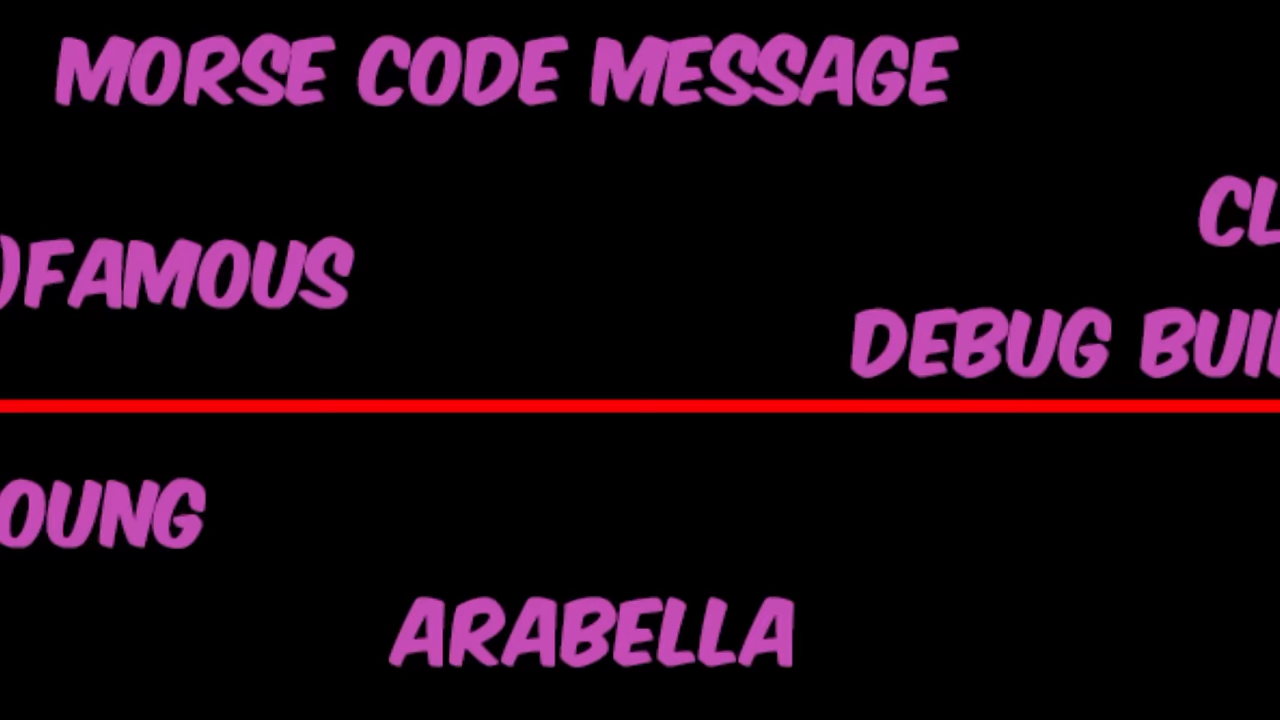 MORSE CODE MESSAGE
CL
)FAMOUS
DEBUG BUI
OUNG
ARABELLA